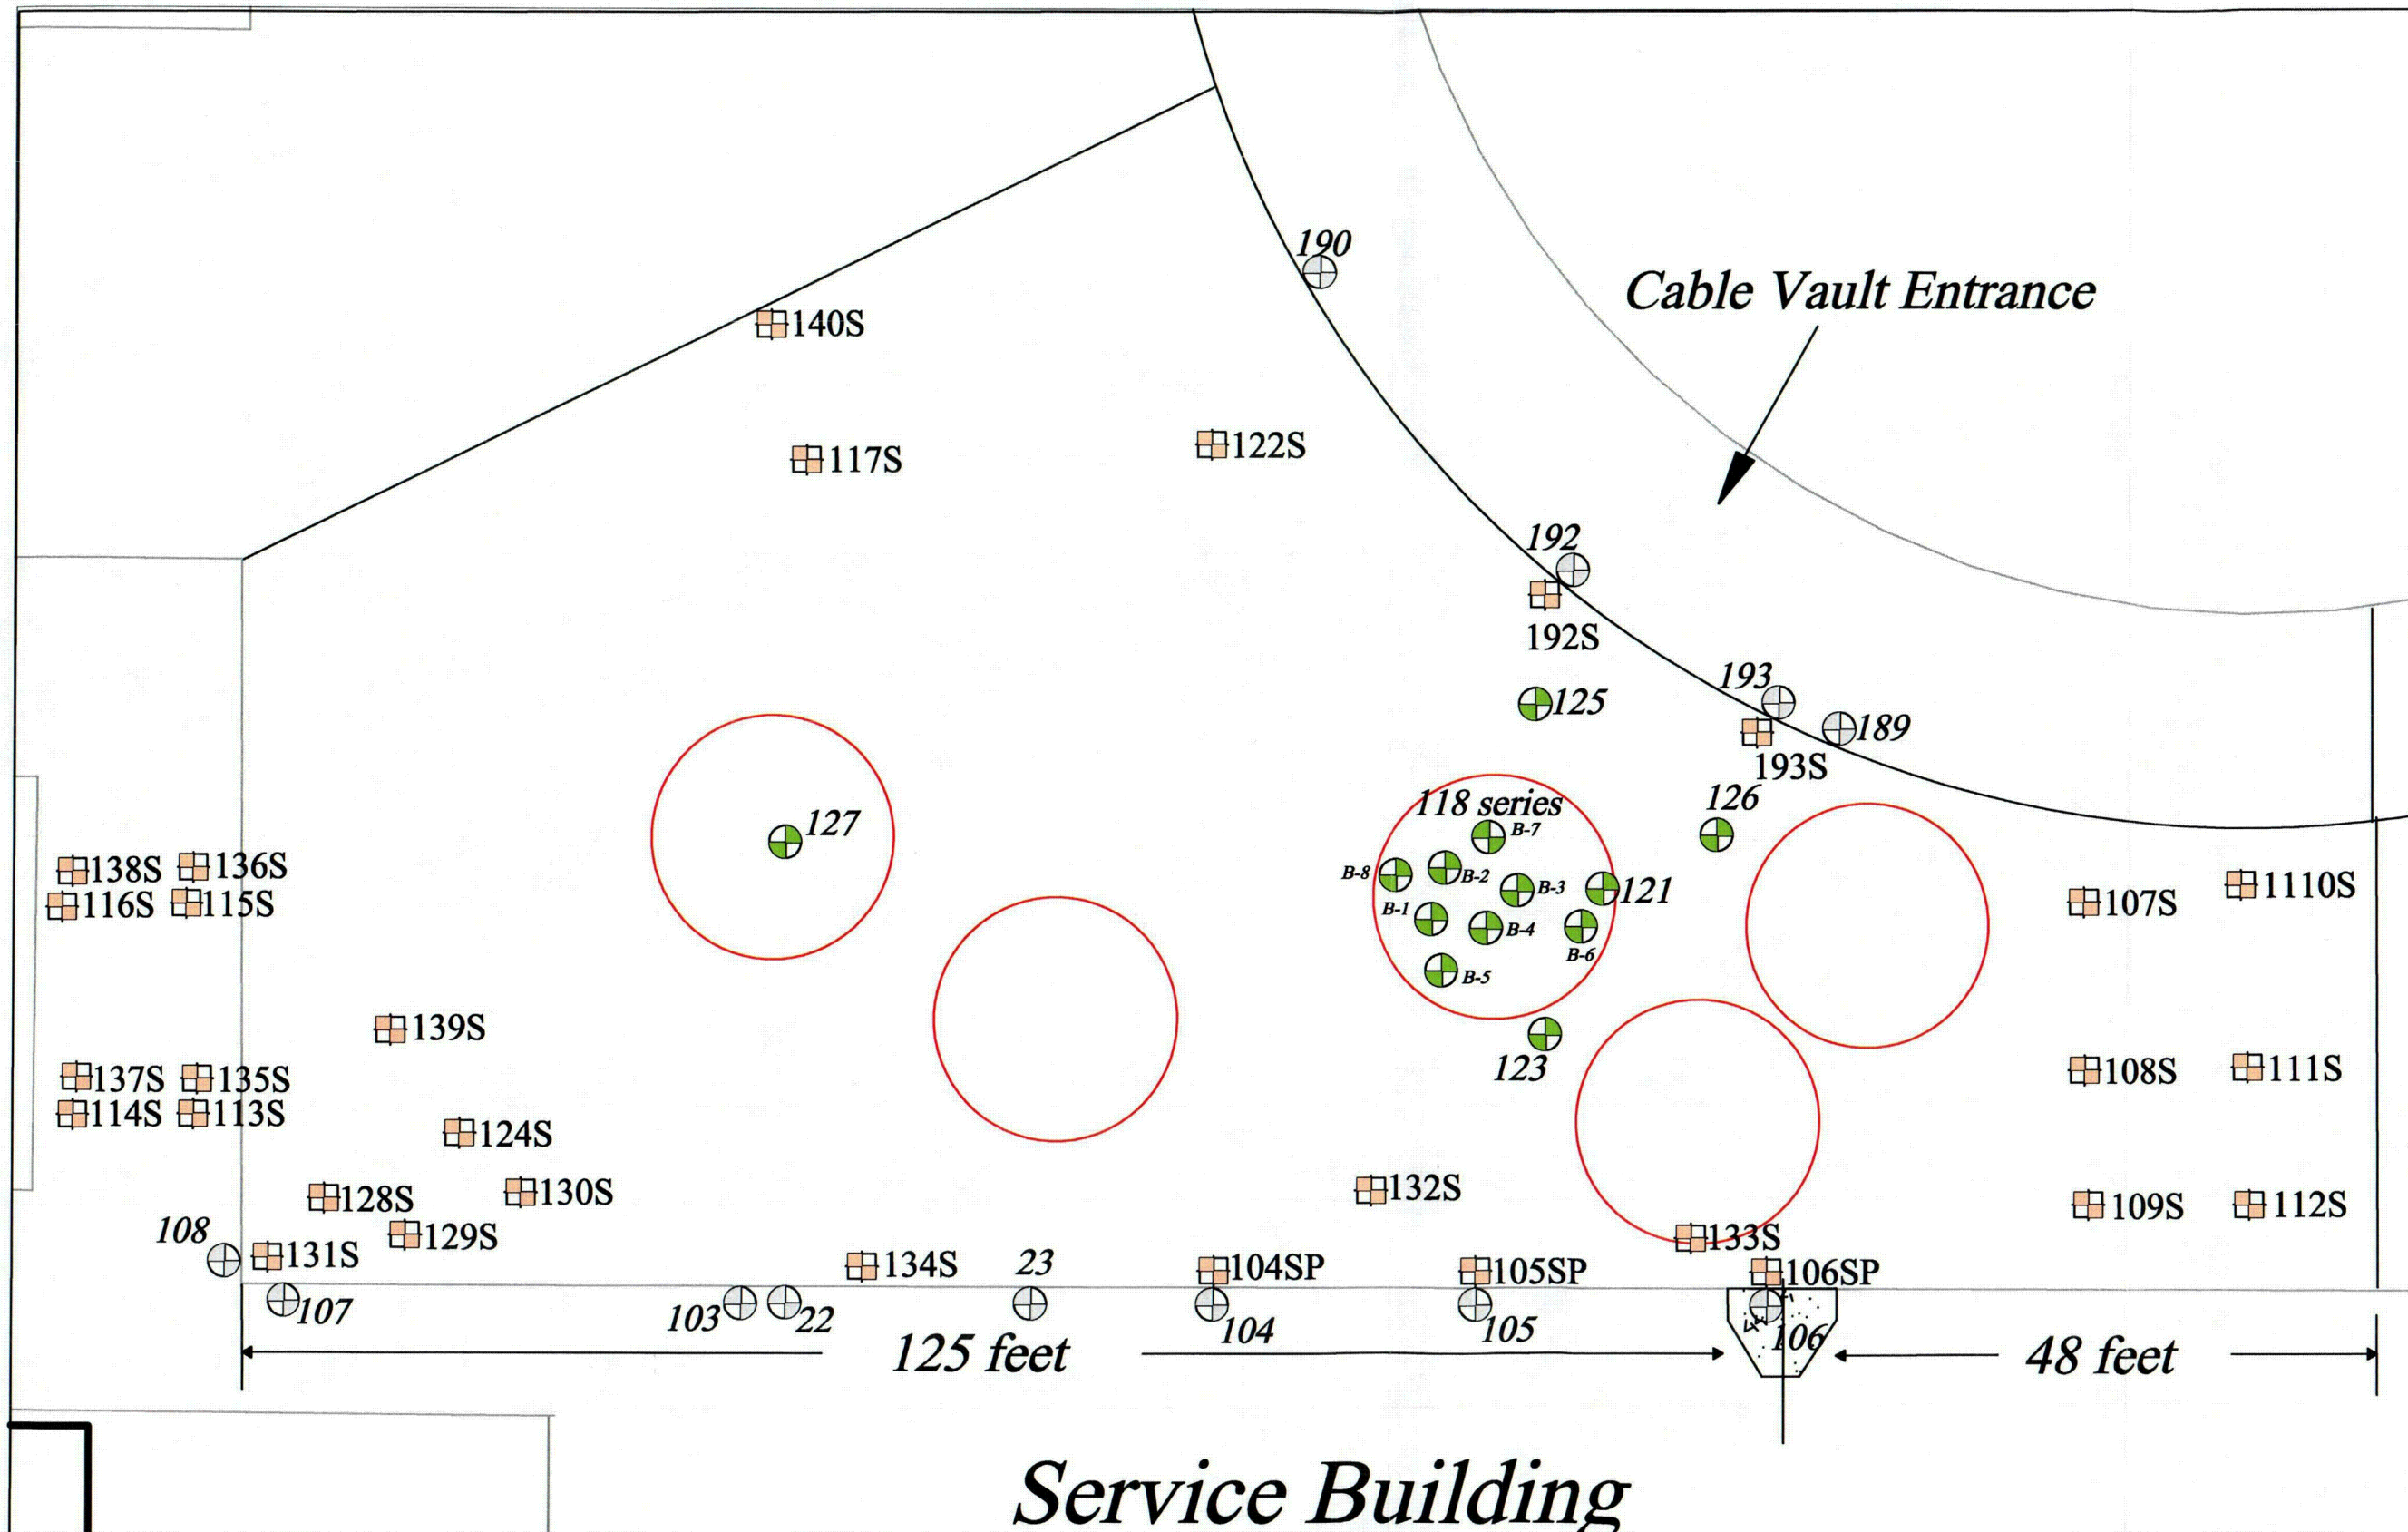 190
Cable Vault Entrance
140S
117S
122S
192
192S
125
193
189
193S
126
127
118 series
B-7
B-8
B-2
B-3
121
B-1
B-4
B-6
B-5
138S
136S
116S
115S
107S
1110S
139S
123
137S
135S
114S
113S
108S
111S
124S
128S
130S
132S
109S
112S
108
129S
131S
134S
23
104SP
105SP
133S
106SP
107
103
22
104
105
106
125 feet
48 feet
Service Building